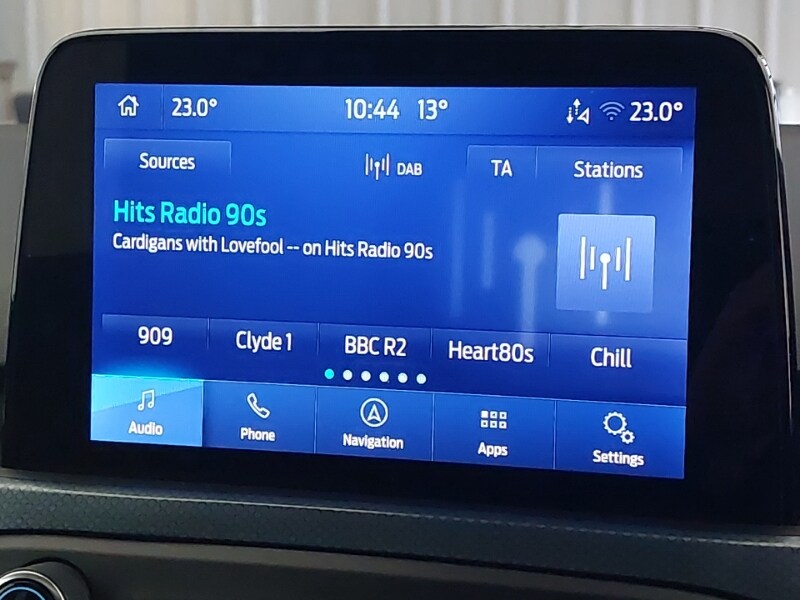 23.0° 10:44 13° 23.0°
Sources DAB TA Stations
Hits Radio 90s
Cardigans with Lovefool -- on Hits Radio 90s
909 Clyde 1 BBC R2 Heart80s Chill
Audio Phone Navigation Apps Settings